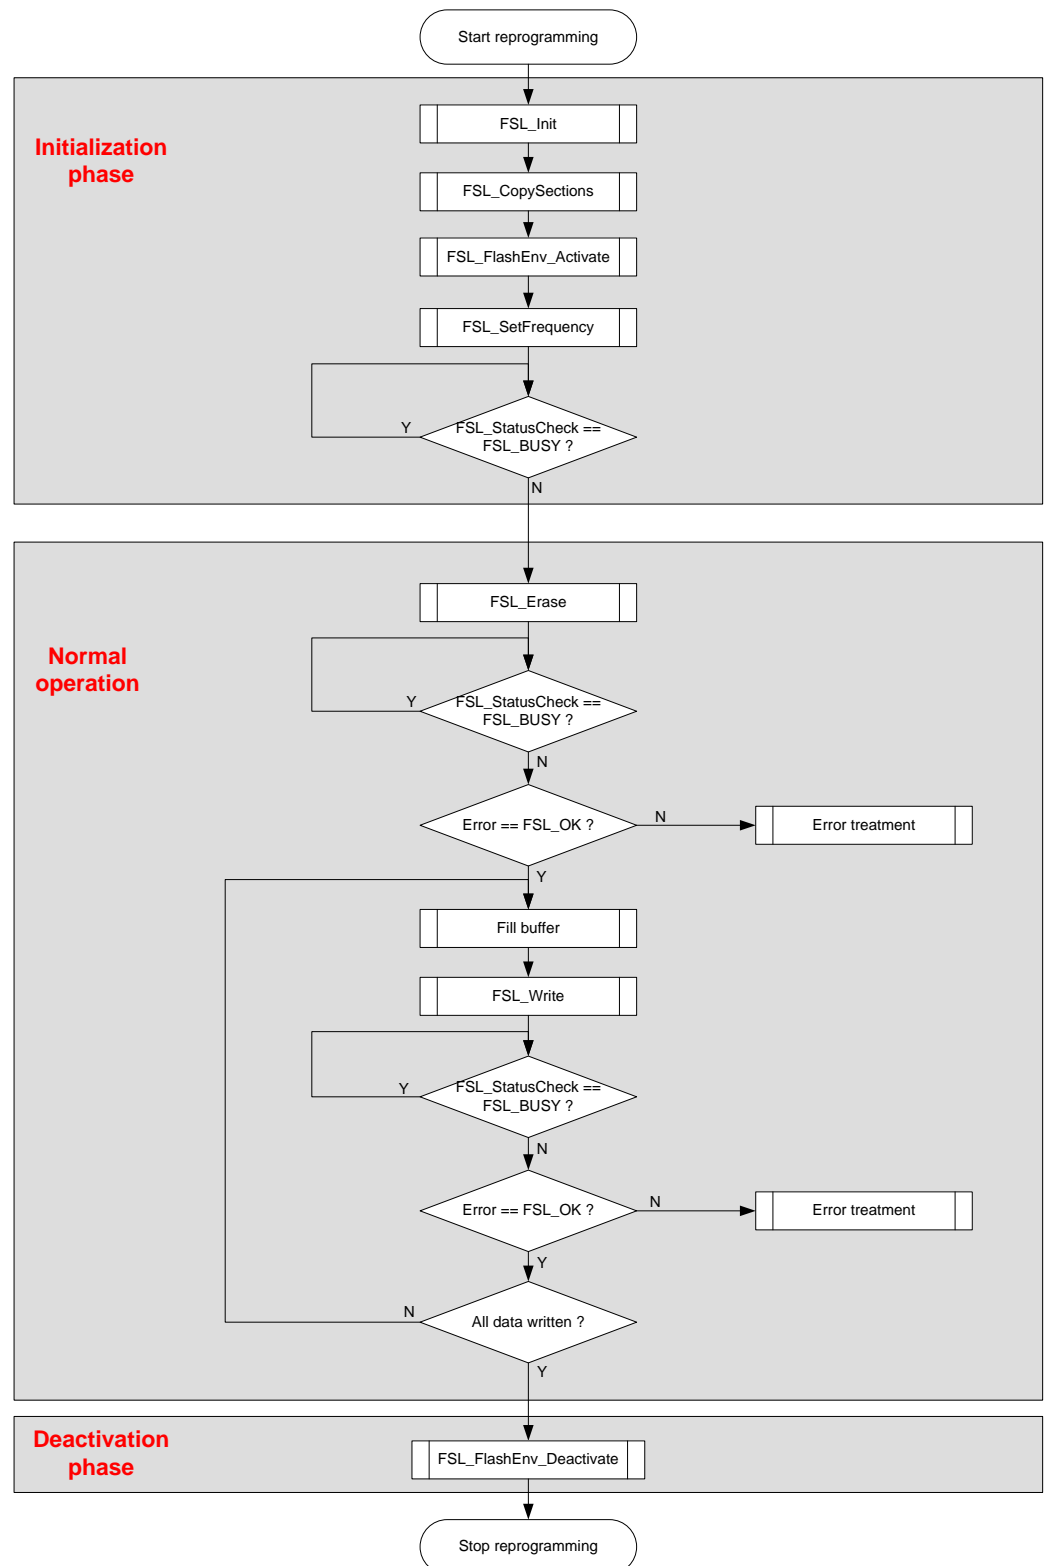 Start reprogramming
Initialization
phase
FSL_Init
FSL_CopySections
FSL_FlashEnv_Activate
FSL_SetFrequency
Y
FSL_StatusCheck ==
FSL_BUSY ?
N
Normal
operation
FSL_Erase
Y
FSL_StatusCheck ==
FSL_BUSY ?
N
Error == FSL_OK ?
N
Error treatment
Y
Fill buffer
FSL_Write
Y
FSL_StatusCheck ==
FSL_BUSY ?
N
Error == FSL_OK ?
N
Error treatment
Y
N
All data written ?
Y
Deactivation
phase
FSL_FlashEnv_Deactivate
Stop reprogramming